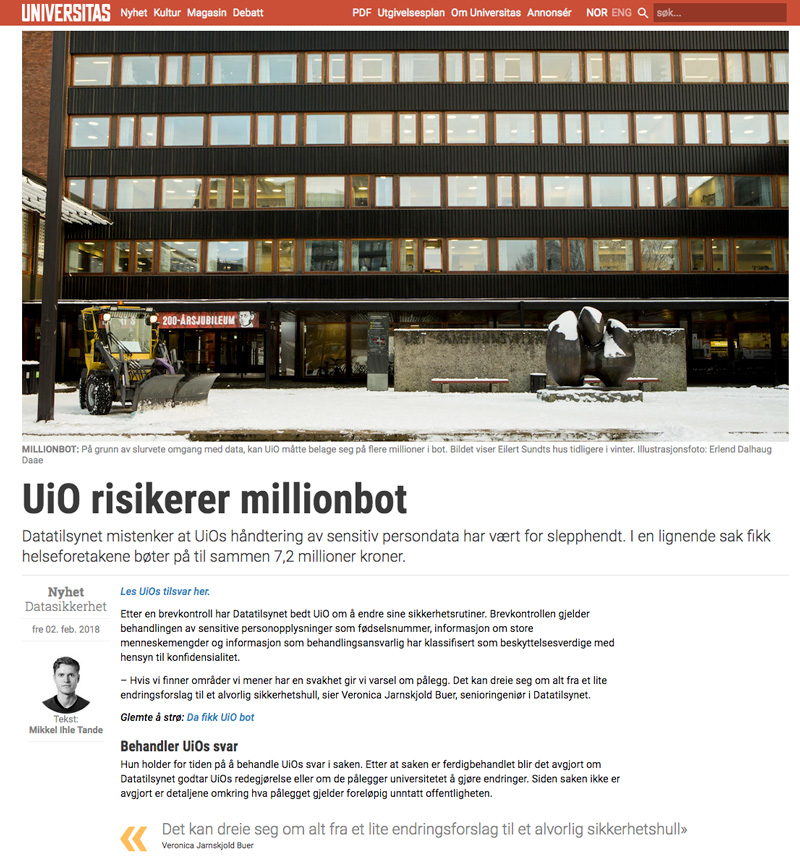 UNIVERSITAS Nyhet Kultur Magasin Debatt PDF Utgivelsesplan Om Universitas Annonsér NOR ENG søk...
200-ÅRSJUBILEUM
MILLIONBOT: På grunn av slurvete omgang med data, kan UiO måtte belage seg på flere millioner i bot. Bildet viser Eilert Sundts hus tidligere i vinter. Illustrasjonsfoto: Erlend Dalhaug
Daae
UiO risikerer millionbot
Datatilsynet mistenker at UiOs håndtering av sensitiv persondata har vært for slepphendt. I en lignende sak fikk
helseforetakene bøter på til sammen 7,2 millioner kroner.
Nyhet
Datasikkerhet
fre 02. feb. 2018
Tekst:
Mikkel Ihle Tande
Les UiOs tilsvar her.
Etter en brevkontroll har Datatilsynet bedt UiO om å endre sine sikkerhetsrutiner. Brevkontrollen gjelder
behandlingen av sensitive personopplysninger som fødselsnummer, informasjon om store
menneskemengder og informasjon som behandlingsansvarlig har klassifisert som beskyttelsesverdige med
hensyn til konfidensialitet.
– Hvis vi finner områder vi mener har en svakhet gir vi varsel om pålegg. Det kan dreie seg om alt fra et lite
endringsforslag til et alvorlig sikkerhetshull, sier Veronica Jarnskjold Buer, senioringeniør i Datatilsynet.
Glemte å strø: Da fikk UiO bot
Behandler UiOs svar
Hun holder for tiden på å behandle UiOs svar i saken. Etter at saken er ferdigbehandlet blir det avgjort om
Datatilsynet godtar UiOs redegjørelse eller om de pålegger universitetet å gjøre endringer. Siden saken ikke er
avgjort er detaljene omkring hva pålegget gjelder foreløpig unntatt offentligheten.
« Det kan dreie seg om alt fra et lite endringsforslag til et alvorlig sikkerhetshull»
Veronica Jarnskjold Buer